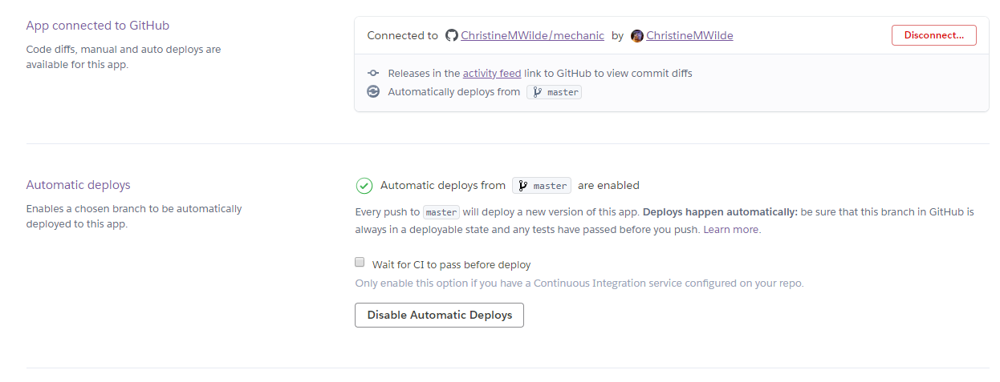 App connected to GitHub
Code diffs, manual and auto deploys are
available for this app.
Connected to ChristineMWilde/mechanic by ChristineMWilde
Disconnect...
Releases in the activity feed link to GitHub to view commit diffs
Automatically deploys from master
Automatic deploys
Enables a chosen branch to be automatically
deployed to this app.
Automatic deploys from master are enabled
Every push to master will deploy a new version of this app. Deploys happen automatically: be sure that this branch in GitHub is
always in a deployable state and any tests have passed before you push. Learn more.
Wait for CI to pass before deploy
Only enable this option if you have a Continuous Integration service configured on your repo.
Disable Automatic Deploys